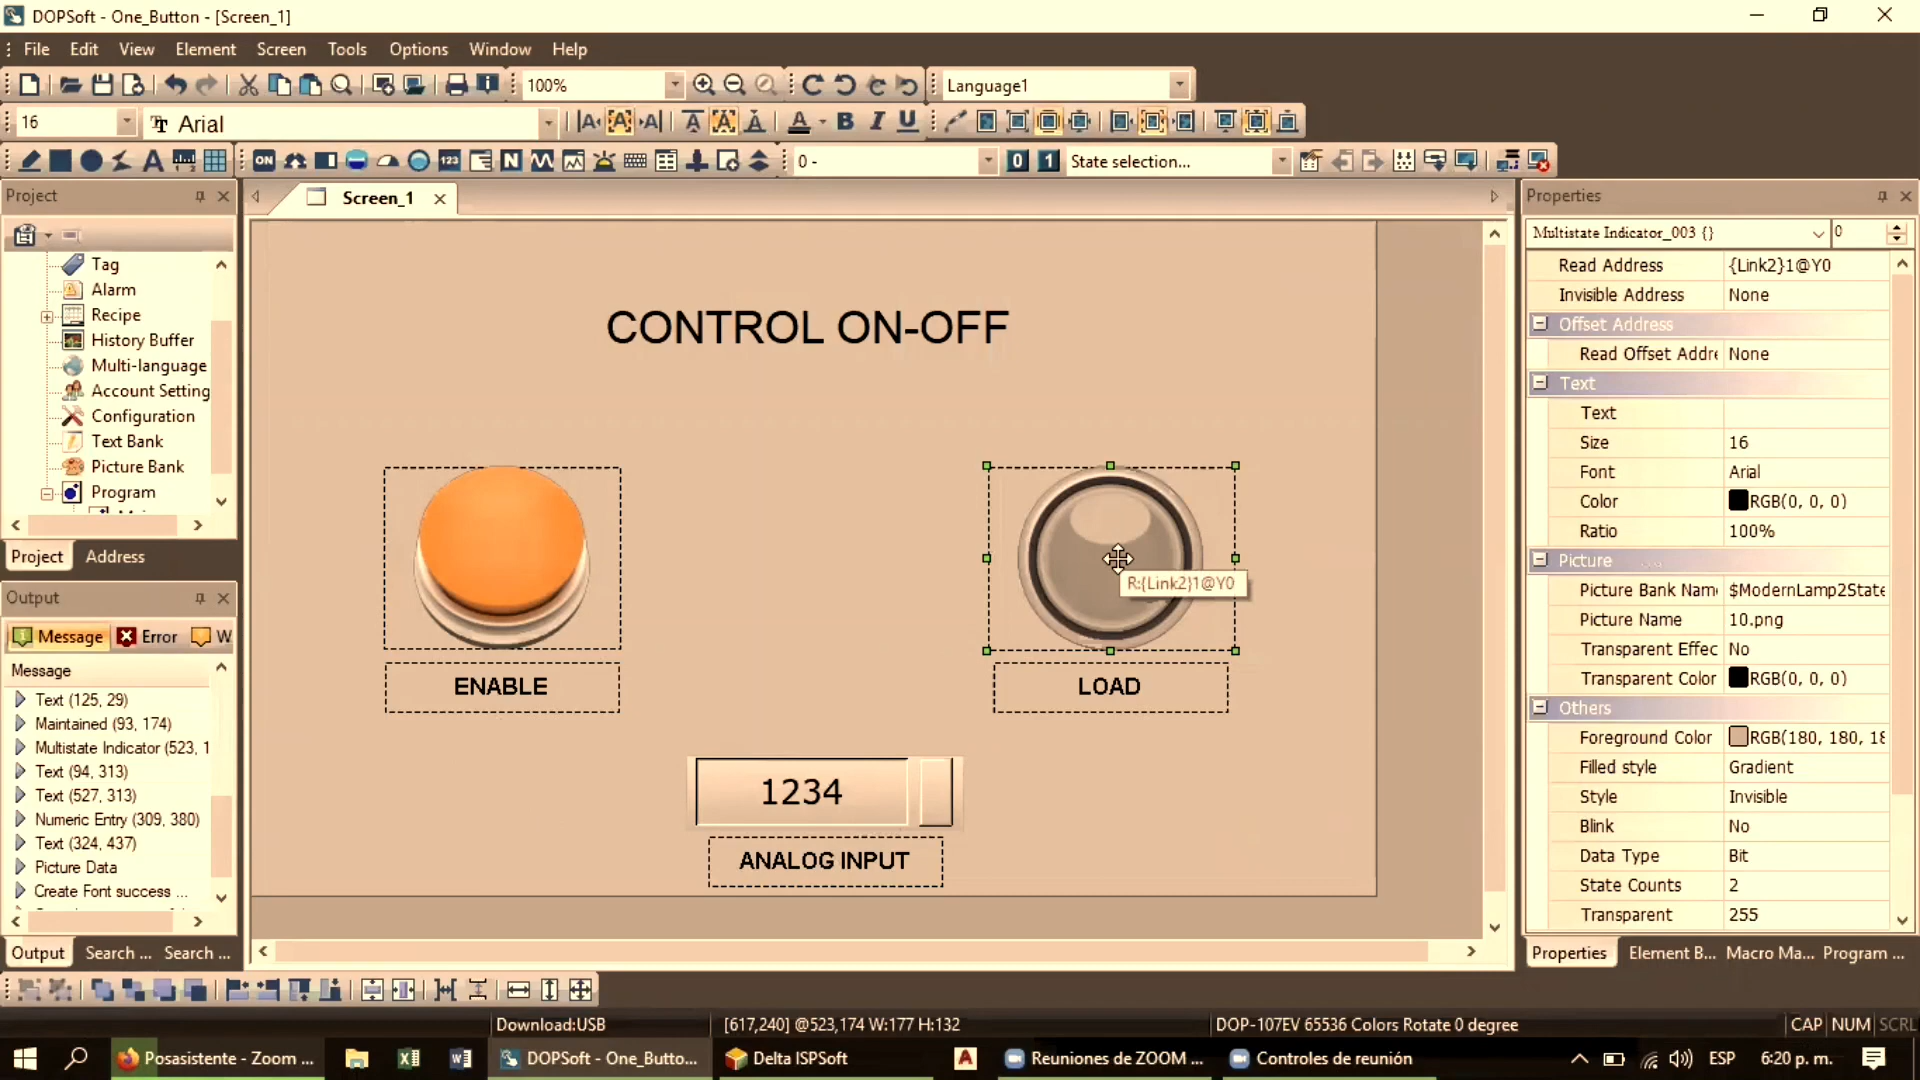 DOPSoft - One_Button - [Screen_1]
File Edit View Element Screen Tools Options Window Help
100% Language1
16 Arial
0 - 0 1 State selection...
Project
Screen_1
Properties
Tag
Alarm
Recipe
History Buffer
Multi-language
Account Setting
Configuration
Text Bank
Picture Bank
Program
Project Address
Output
Message Error W
Message
Text (125, 29)
Maintained (93, 174)
Multistate Indicator (523, 1
Text (94, 313)
Text (527, 313)
Numeric Entry (309, 380)
Text (324, 437)
Picture Data
Create Font success ...
Output Search ... Search ...
CONTROL ON-OFF
R:{Link2}1@Y0
ENABLE
LOAD
1234
ANALOG INPUT
Multistate Indicator_003 {} 0
Read Address {Link2}1@Y0
Invisible Address None
Offset Address
Read Offset Addre None
Text
Text
Size 16
Font Arial
Color RGB(0, 0, 0)
Ratio 100%
Picture
Picture Bank Nam $ModernLamp2State
Picture Name 10.png
Transparent Effec No
Transparent Color RGB(0, 0, 0)
Others
Foreground Color RGB(180, 180, 18
Filled style Gradient
Style Invisible
Blink No
Data Type Bit
State Counts 2
Transparent 255
Properties Element B... Macro Ma... Program ...
Download:USB [617,240] @523,174 W:177 H:132 DOP-107EV 65536 Colors Rotate 0 degree CAP NUM SCRL
Posasistente - Zoom ... DOPSoft - One_Butto... Delta ISPSoft Reuniones de ZOOM ... Controles de reunión ESP 6:20 p. m.